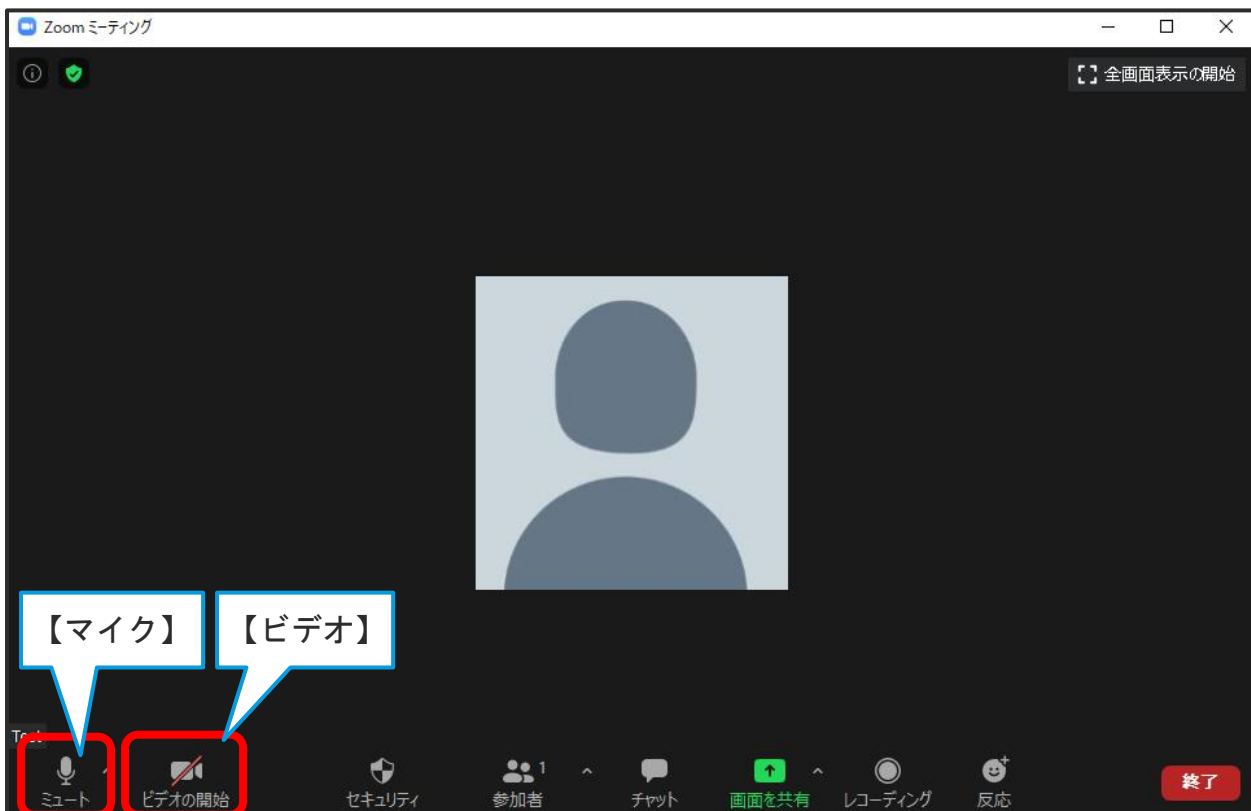 Zoom ミーティング
全画面表示の開始
【マイク】
【ビデオ】
ミュート
ビデオの開始
セキュリティ
参加者
1
チャット
画面を共有
レコーディング
反応
終了